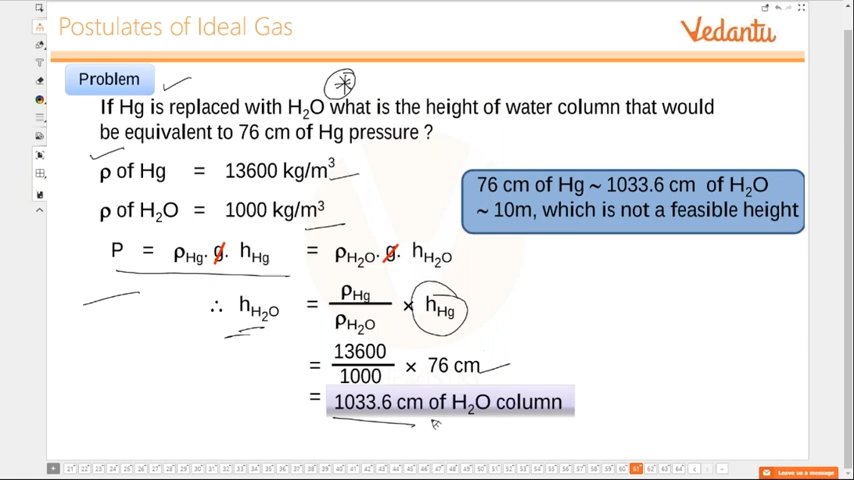 Postulates of Ideal Gas
Vedantu
Problem
If Hg is replaced with H₂O what is the height of water column that would
be equivalent to 76 cm of Hg pressure ?
ρ of Hg = 13600 kg/m³
76 cm of Hg ~ 1033.6 cm of H₂O
~ 10m, which is not a feasible height
ρ of H₂O = 1000 kg/m³
P = ρHg. g. hHg = ρH₂O. g. hH₂O
∴ hH₂O = ρHg / ρH₂O × hHg
= 13600 / 1000 × 76 cm
= 1033.6 cm of H₂O column
Leave us a message